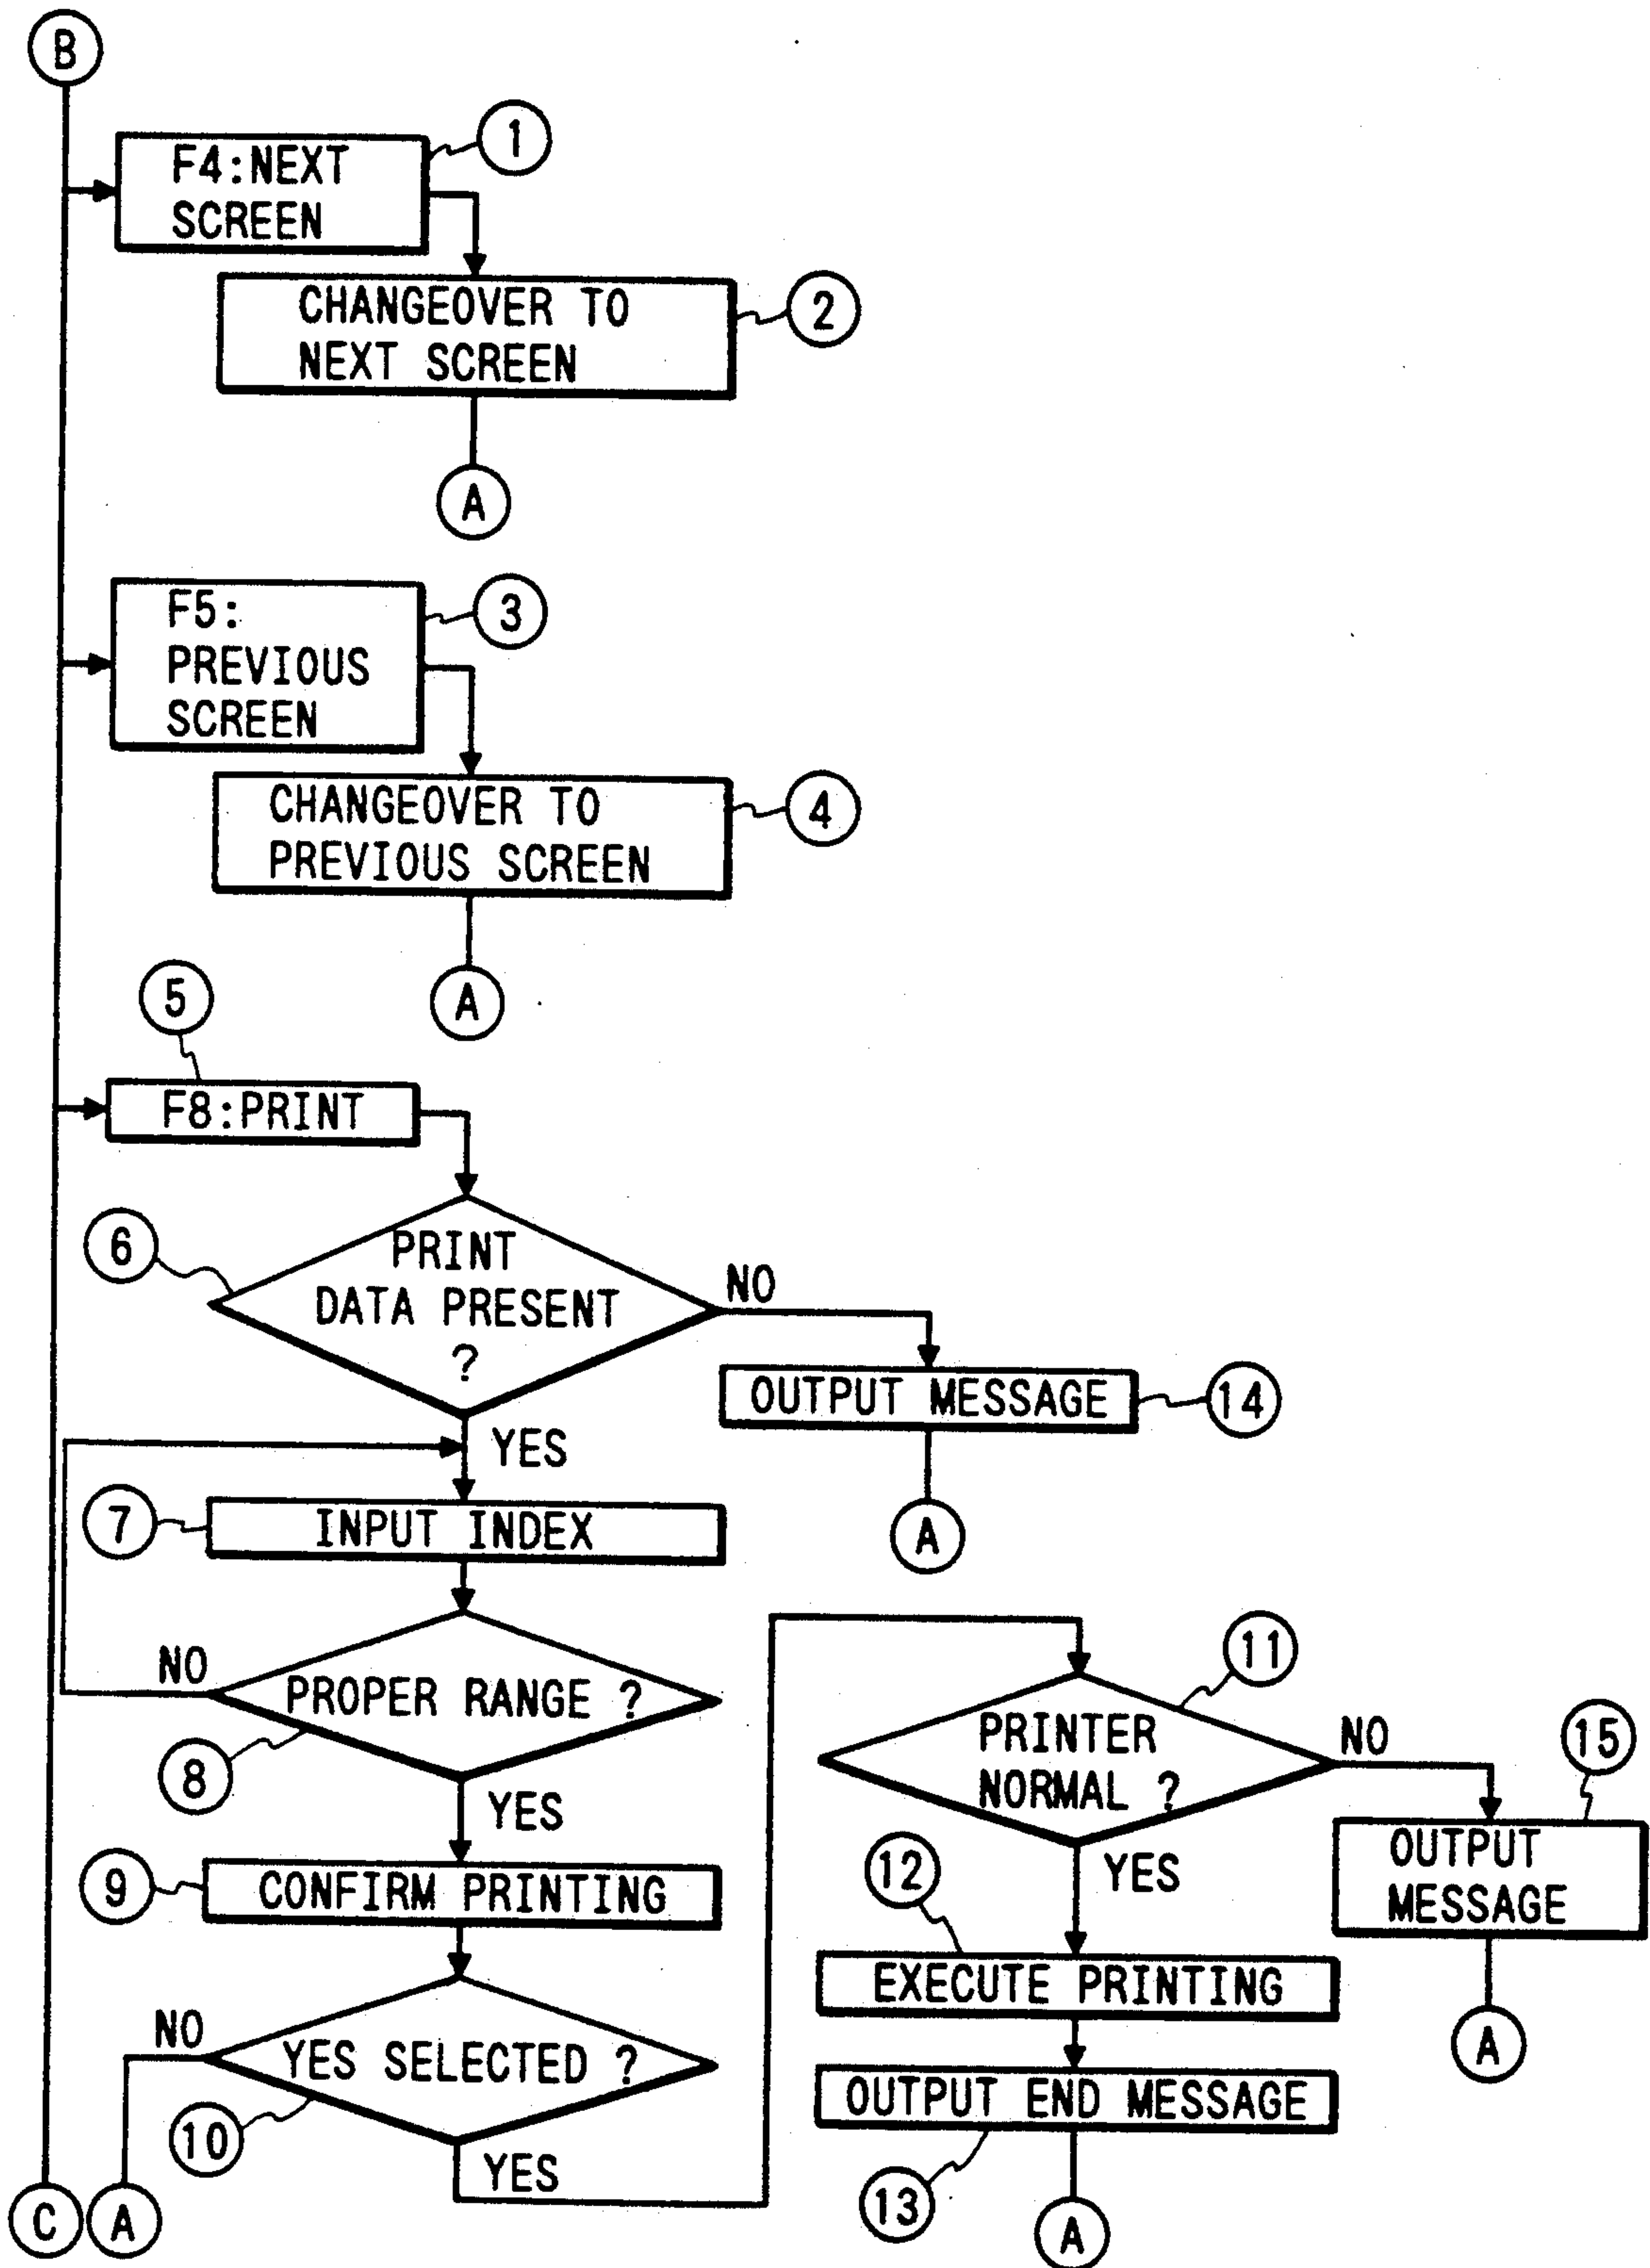 B
F4:NEXT
SCREEN
1
CHANGEOVER TO
NEXT SCREEN
2
A
F5:
PREVIOUS
SCREEN
3
CHANGEOVER TO
PREVIOUS SCREEN
4
A
5
F8:PRINT
6
PRINT
DATA PRESENT
?
NO
OUTPUT MESSAGE
14
A
YES
7
INPUT INDEX
NO
PROPER RANGE ?
8
YES
9
CONFIRM PRINTING
NO
YES SELECTED ?
10
YES
C
A
11
PRINTER
NORMAL ?
NO
15
OUTPUT
MESSAGE
A
YES
12
EXECUTE PRINTING
OUTPUT END MESSAGE
13
A